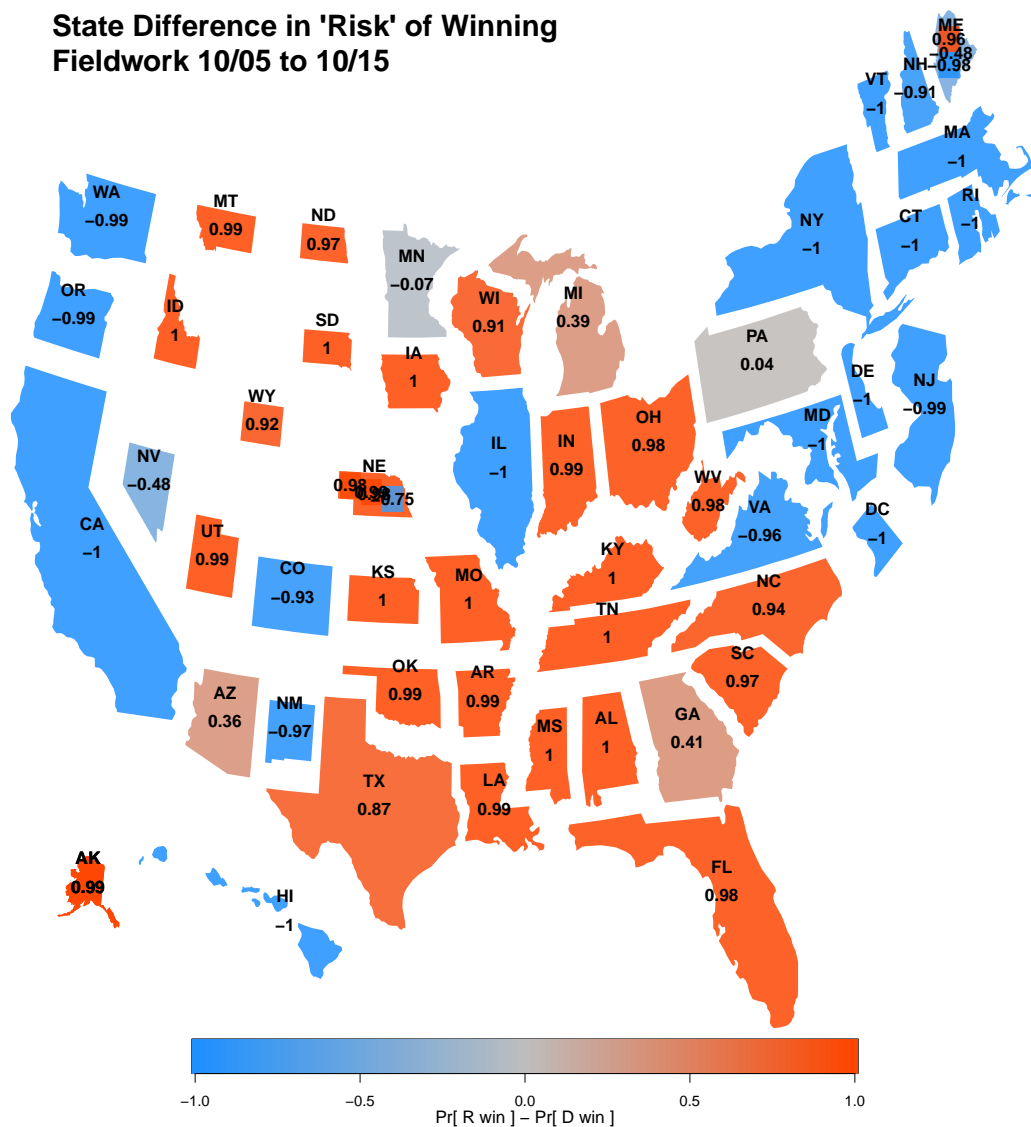 State Difference in 'Risk' of Winning
Fieldwork 10/05 to 10/15
ME
0.96
−0.48
−0.98
NH
−0.91
VT
−1
MA
−1
WA
−0.99
MT
0.99
ND
0.97
MN
−0.07
NY
−1
CT
−1
RI
−1
OR
−0.99
ID
1
SD
1
WI
0.91
MI
0.39
IA
1
PA
0.04
DE
−1
NJ
−0.99
WY
0.92
MD
−1
NV
−0.48
NE
0.98
IL
−1
IN
0.99
OH
0.98
WV
0.98
VA
−0.96
DC
−1
CA
−1
UT
0.99
CO
−0.93
KS
1
MO
1
KY
1
TN
1
NC
0.94
SC
0.97
AZ
0.36
NM
−0.97
OK
0.99
AR
0.99
MS
1
AL
1
GA
0.41
TX
0.87
LA
0.99
FL
0.98
AK
0.99
HI
−1
−1.0 −0.5 0.0 0.5 1.0
Pr[ R win ] − Pr[ D win ]